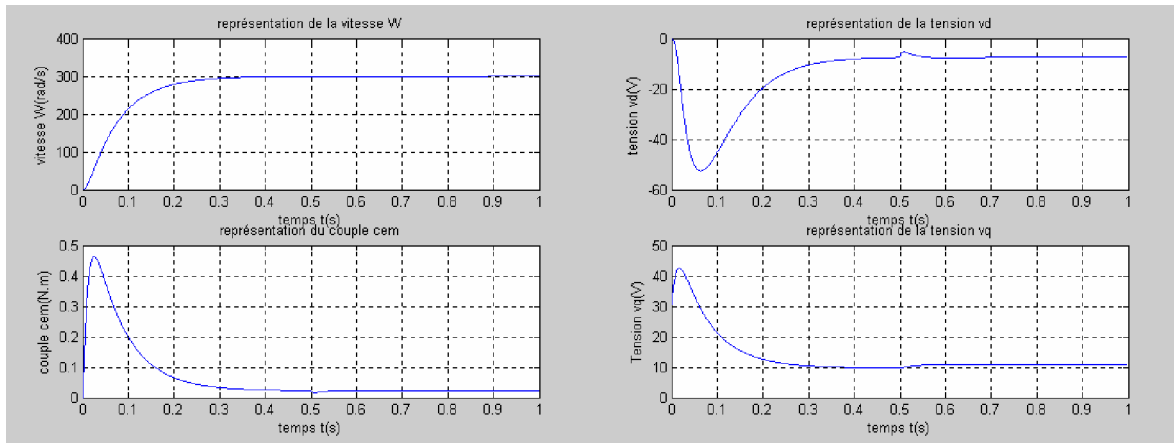 représentation de la vitesse W
vitesse W(rad/s)
400
300
200
100
0
0 0.1 0.2 0.3 0.4 0.5 0.6 0.7 0.8 0.9 1
temps t(s)
représentation de la tension vd
tension vd(V)
0
-20
-40
-60
0 0.1 0.2 0.3 0.4 0.5 0.6 0.7 0.8 0.9 1
temps t(s)
représentation du couple cem
couple cem(N.m)
0.5
0.4
0.3
0.2
0.1
0
0 0.1 0.2 0.3 0.4 0.5 0.6 0.7 0.8 0.9 1
temps t(s)
représentation de la tension vq
Tension vq(V)
50
40
30
20
10
0
0 0.1 0.2 0.3 0.4 0.5 0.6 0.7 0.8 0.9 1
temps t(s)